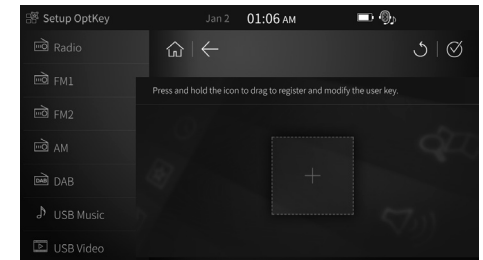 Setup OptKey
Jan 2 01:06 AM
Radio
FM1
Press and hold the icon to drag to register and modify the user key.
FM2
AM
DAB
DAB
USB Music
USB Video